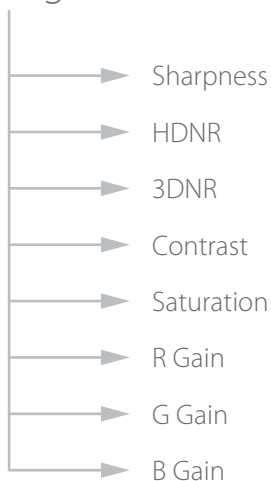 Sharpness
HDNR
3DNR
Contrast
Saturation
R Gain
G Gain
B Gain